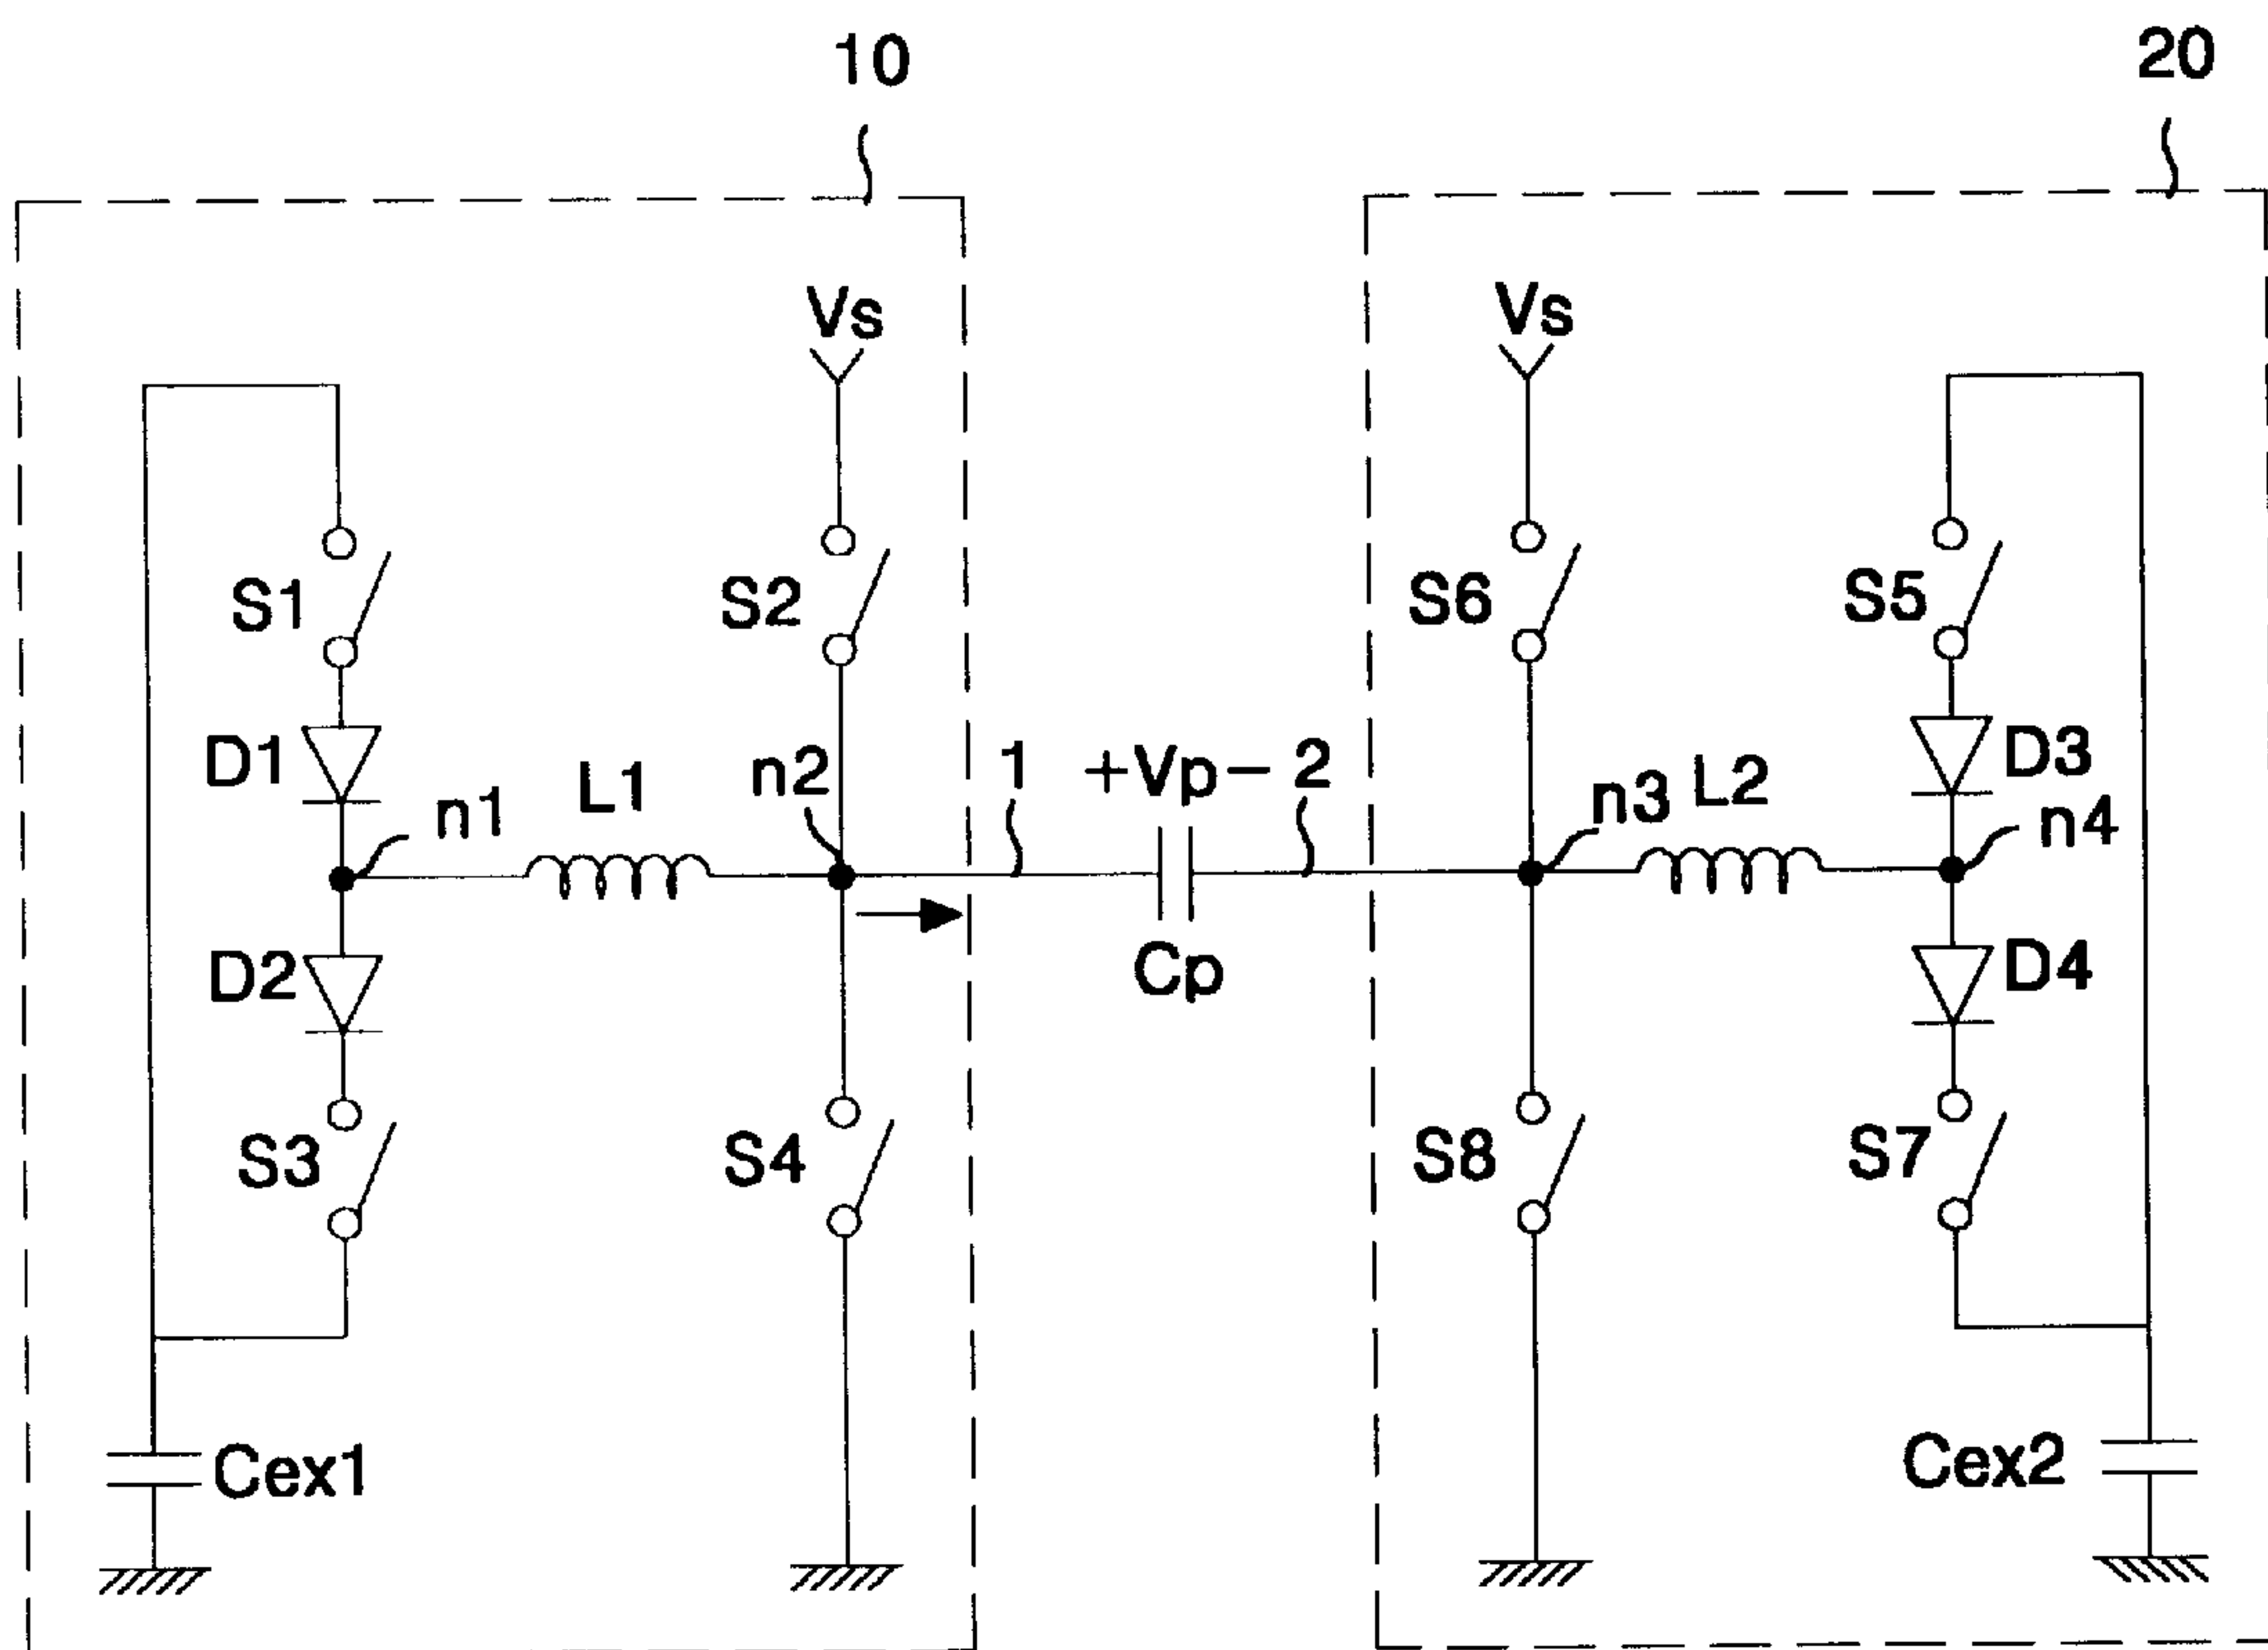 10
20
Vs
Vs
S1
S2
S6
S5
D1
n1
L1
n2
1
+Vp-
2
n3
L2
D3
n4
D2
Cp
D4
S3
S4
S8
S7
Cex1
Cex2